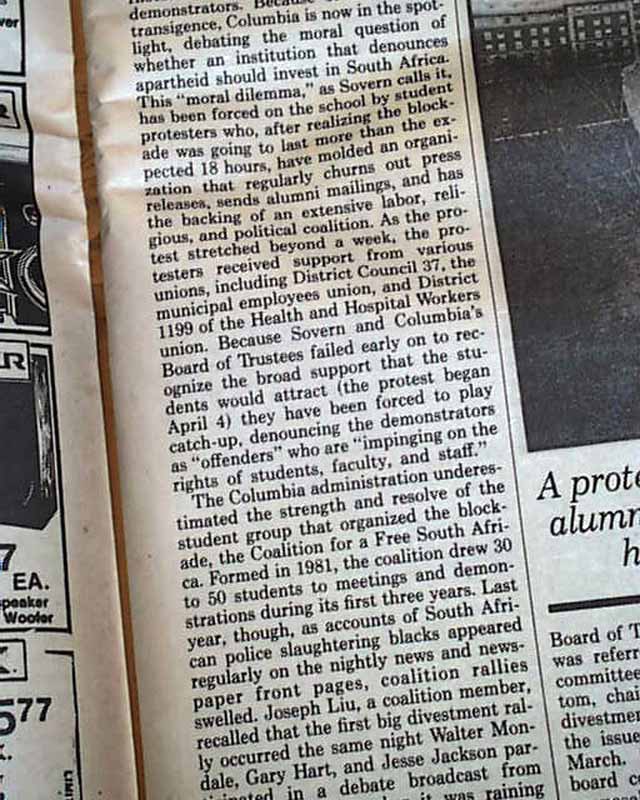 demonstrators. Because
transigence, Columbia is now in the spot-
light, debating the moral question of
whether an institution that denounces
apartheid should invest in South Africa.
This "moral dilemma," as Sovern calls it,
has been forced on the school by student
protesters who, after realizing the block-
ade was going to last more than the ex-
pected 18 hours, have molded an organi-
zation that regularly churns out press
releases, sends alumni mailings, and has
the backing of an extensive labor, reli-
gious, and political coalition. As the pro-
test stretched beyond a week, the pro-
testers received support from various
unions, including District Council 37, the
municipal employees union, and District
1199 of the Health and Hospital Workers
union. Because Sovern and Columbia's
Board of Trustees failed early on to rec-
ognize the broad support that the stu-
dents would attract (the protest began
April 4) they have been forced to play
catch-up, denouncing the demonstrators
as "offenders" who are "impinging on the
rights of students, faculty, and staff."
The Columbia administration underes-
timated the strength and resolve of the
student group that organized the block-
ade, the Coalition for a Free South Afri-
ca. Formed in 1981, the coalition drew 30
to 50 students to meetings and demon-
strations during its first three years. Last
year, though, as accounts of South Afri-
can police slaughtering blacks appeared
regularly on the nightly news and news-
paper front pages, coalition rallies
swelled. Joseph Liu, a coalition member,
recalled that the first big divestment ral-
ly occurred the same night Walter Mon-
dale, Gary Hart, and Jesse Jackson par-
in a debate broadcast from
it was raining
A prote
alumn
h
Board of T
was referr
committee
tom, cha
divestmen
the issue
March.
board c
R
7
EA.
peaker
Woofer
577